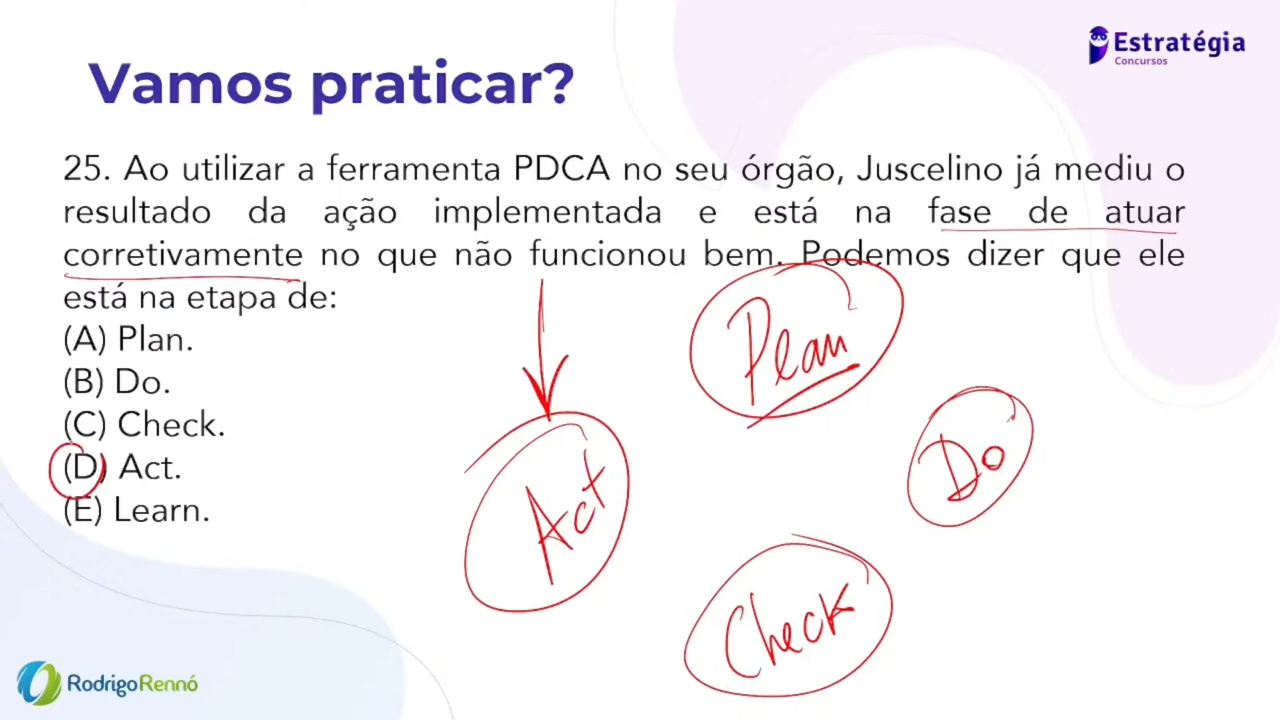 Estratégia
Concursos
Vamos praticar?
25. Ao utilizar a ferramenta PDCA no seu órgão, Juscelino já mediu o
resultado da ação implementada e está na fase de atuar
corretivamente no que não funcionou bem. Podemos dizer que ele
está na etapa de:
(A) Plan.
(B) Do.
(C) Check.
(D) Act.
(E) Learn.
Plan
Do
Act
Check
RodrigoRennó